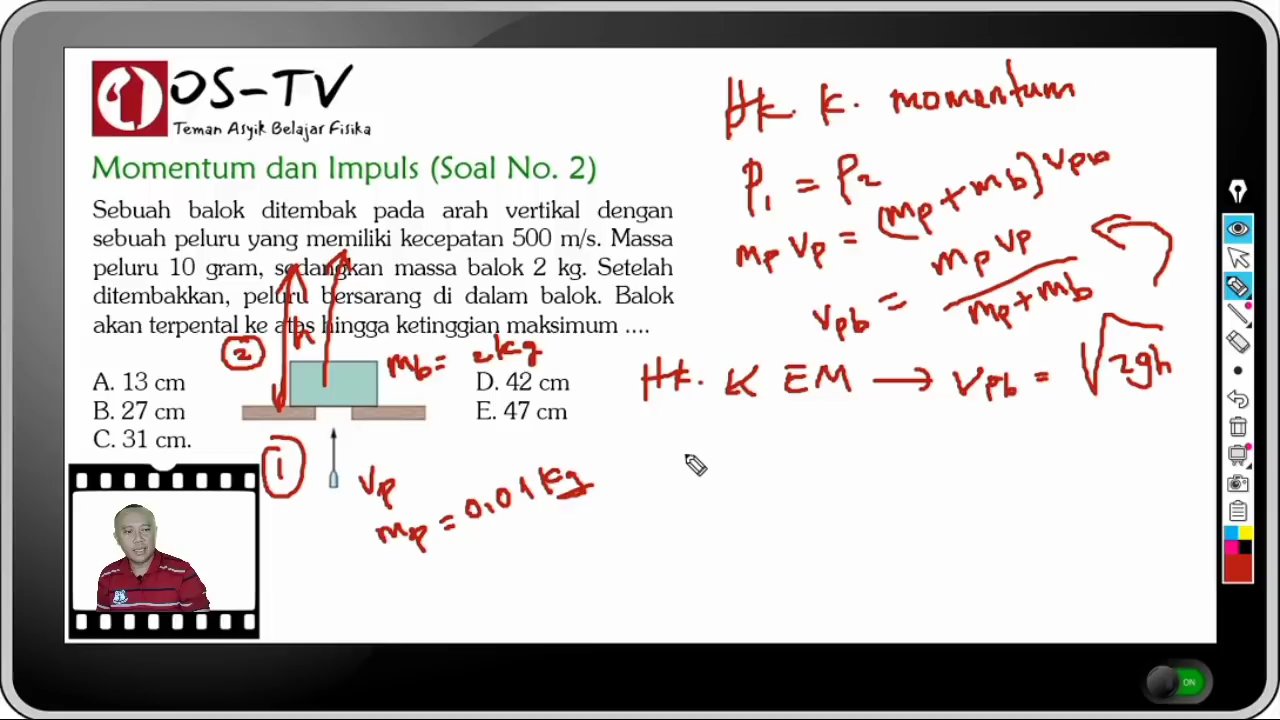 OS-TV
Teman Asyik Belajar Fisika
Momentum dan Impuls (Soal No. 2)
Sebuah balok ditembak pada arah vertikal dengan
sebuah peluru yang memiliki kecepatan 500 m/s. Massa
peluru 10 gram, sedangkan massa balok 2 kg. Setelah
ditembakkan, peluru bersarang di dalam balok. Balok
akan terpental ke atas hingga ketinggian maksimum ....
A. 13 cm
B. 27 cm
C. 31 cm.
D. 42 cm
E. 47 cm
2
h
mb = 2kg
1
vp
mp = 0,01 kg
Hk. K. momentum
P1 = P2
mp vp = (mp + mb) vpb
vpb = mp vp / mp + mb
Hk. K EM → vpb = √2gh
ON